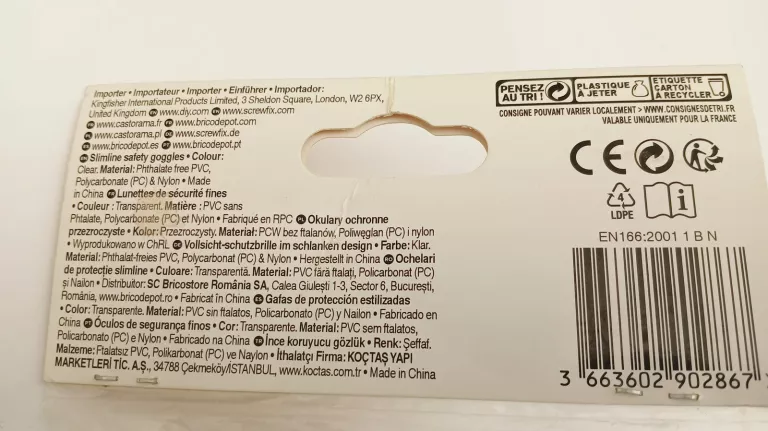 Importer • Importateur • Importer • Einführer • Importador:
Kingfisher International Products Limited, 3 Sheldon Square, London, W2 6PX,
United Kingdom www.diy.com www.screwfix.com
www.castorama.fr www.bricodepot.com
www.castorama.pl www.screwfix.de
www.bricodepot.es www.bricodepot.pt
Slimline safety goggles • Colour:
Clear. Material: Phthalate free PVC,
Polycarbonate (PC) & Nylon • Made
in China FR Lunettes de sécurité fines
• Couleur : Transparent. Matière : PVC sans
Phtalate, Polycarbonate (PC) et Nylon • Fabriqué en RPC PL Okulary ochronne
przezroczyste • Kolor: Przezroczysty. Materiał: PCW bez ftalanów, Poliwęglan (PC) i nylon
• Wyprodukowano w ChRL DE Vollsicht-schutzbrille im schlanken design • Farbe: Klar.
Material: Phthalat-freies PVC, Polycarbonat (PC) & Nylon • Hergestellt in China RO Ochelari
de protecție slimline • Culoare: Transparentă. Material: PVC fără ftalați, Policarbonat (PC)
și Nailon • Distribuitor: SC Bricostore România SA, Calea Giulești 1-3, Sector 6, București,
România, www.bricodepot.ro • Fabricat în China ES Gafas de protección estilizadas
• Color: Transparente. Material: PVC sin ftalatos, Policarbonato (PC) y Nailon • Fabricado en
China PT Óculos de segurança finos • Cor: Transparente. Material: PVC sem ftalatos,
Policarbonato (PC) e Nylon • Fabricado na China TR İnce koruyucu gözlük • Renk: Şeffaf.
Malzeme: Ftalatsız PVC, Polikarbonat (PC) ve Naylon • İthalatçı Firma: KOÇTAŞ YAPI
MARKETLERİ TİC. A.Ş., 34788 Çekmeköy/İSTANBUL, www.koctas.com.tr • Made in China
PENSEZ
AU TRI !
PLASTIQUE
À JETER
ETIQUETTE
CARTON
À RECYCLER
CONSIGNE POUVANT VARIER LOCALEMENT > WWW.CONSIGNESDETRI.FR
VALABLE UNIQUEMENT POUR LA FRANCE
CE
4
LDPE
i
EN166:2001 1 B N
3 663602 902867